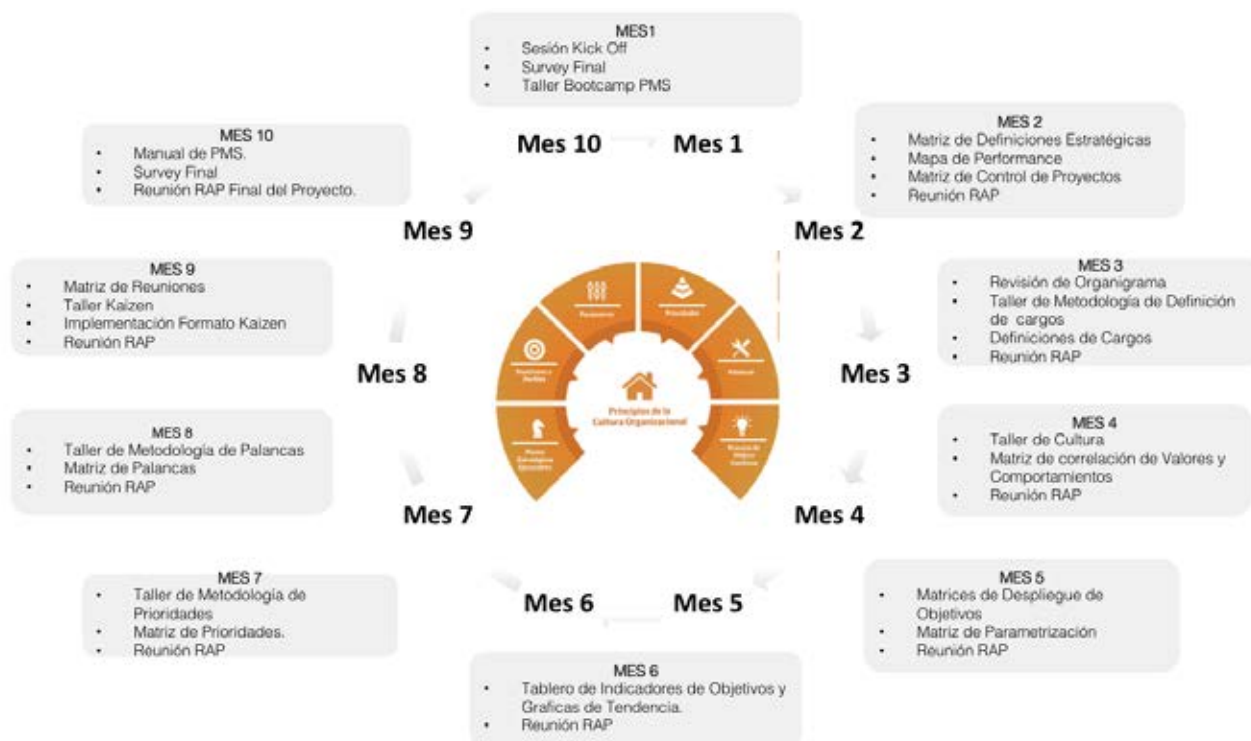 MES1
• Sesión Kick Off
• Survey Final
• Taller Bootcamp PMS
MES 10
• Manual de PMS.
• Survey Final
• Reunión RAP Final del Proyecto.
Mes 10
Mes 1
MES 2
• Matriz de Definiciones Estratégicas
• Mapa de Performance
• Matriz de Control de Proyectos
• Reunión RAP
Mes 9
Mes 2
MES 9
• Matriz de Reuniones
• Taller Kaizen
• Implementación Formato Kaizen
• Reunión RAP
MES 3
• Revisión de Organigrama
• Taller de Metodología de Definición
de cargos
• Definiciones de Cargos
• Reunión RAP
Mes 8
Mes 3
Prioridades
Principios de la
Cultura Organizacional
MES 8
• Taller de Metodología de Palancas
• Matriz de Palancas
• Reunión RAP
MES 4
• Taller de Cultura
• Matriz de correlación de Valores y
Comportamientos
• Reunión RAP
Mes 7
Mes 4
MES 7
• Taller de Metodología de
Prioridades
• Matriz de Prioridades.
• Reunión RAP
Mes 6
Mes 5
MES 5
• Matrices de Despliegue de
Objetivos
• Matriz de Parametrización
• Reunión RAP
MES 6
• Tablero de Indicadores de Objetivos y
Graficas de Tendencia.
• Reunión RAP